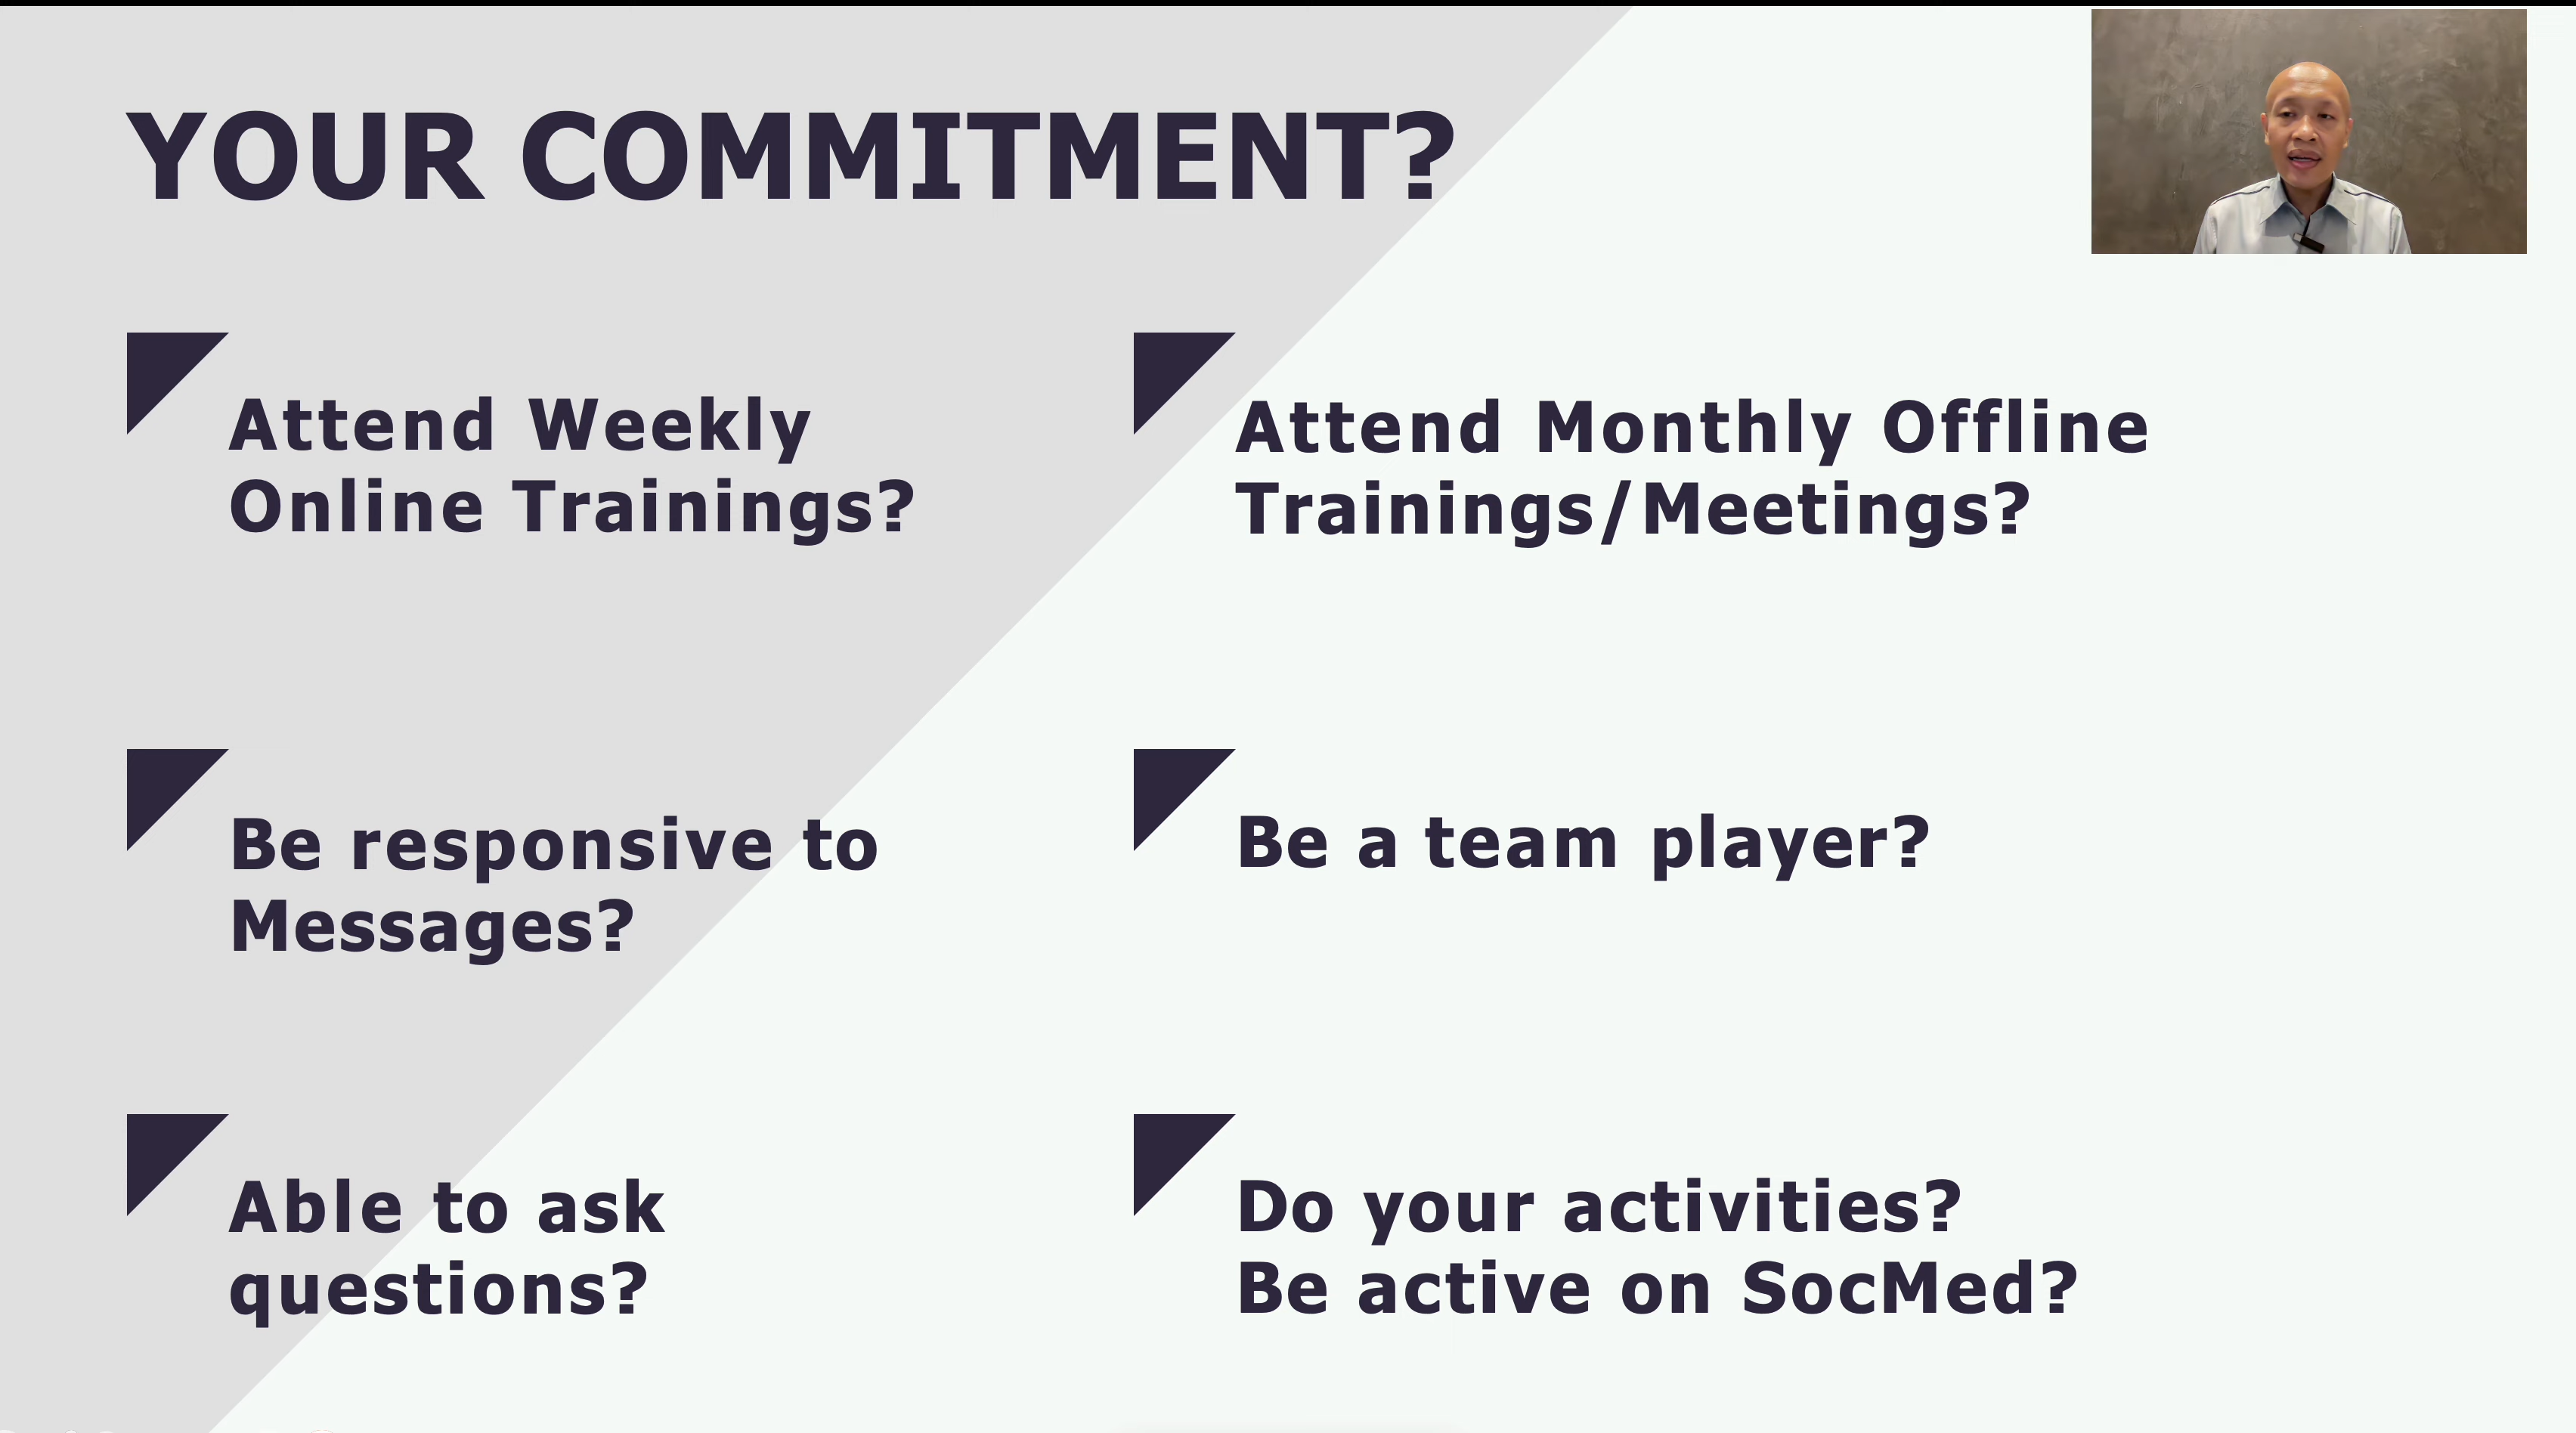 YOUR COMMITMENT?
Attend Weekly
Online Trainings?
Attend Monthly Offline
Trainings/Meetings?
Be responsive to
Messages?
Be a team player?
Able to ask
questions?
Do your activities?
Be active on SocMed?